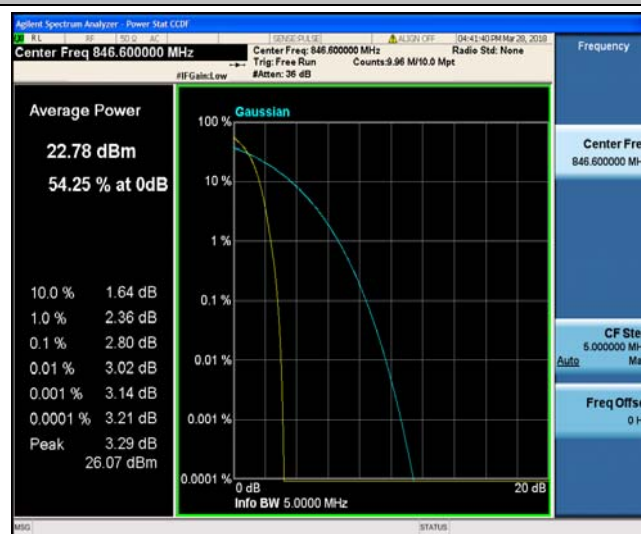 Agilent Spectrum Analyzer - Power Stat CCDF
RL RF 50 Ω AC SENSE:PULSE ALIGN OFF 04:41:40 PM Mar 28, 2018
Center Freq 846.600000 MHz
Center Freq: 846.600000 MHz Radio Std: None
Trig: Free Run Counts:9.96 M/10.0 Mpt
#IFGain:Low #Atten: 36 dB
Frequency
Average Power
22.78 dBm
54.25 % at 0dB
10.0 % 1.64 dB
1.0 % 2.36 dB
0.1 % 2.80 dB
0.01 % 3.02 dB
0.001 % 3.14 dB
0.0001 % 3.21 dB
Peak 3.29 dB
26.07 dBm
Gaussian
100 %
10 %
1 %
0.1 %
0.01 %
0.001 %
0.0001 %
0 dB 20 dB
Info BW 5.0000 MHz
Center Fre
846.600000 MH
CF Ste
5.000000 MH
Auto Ma
Freq Offse
0 H
MSG STATUS